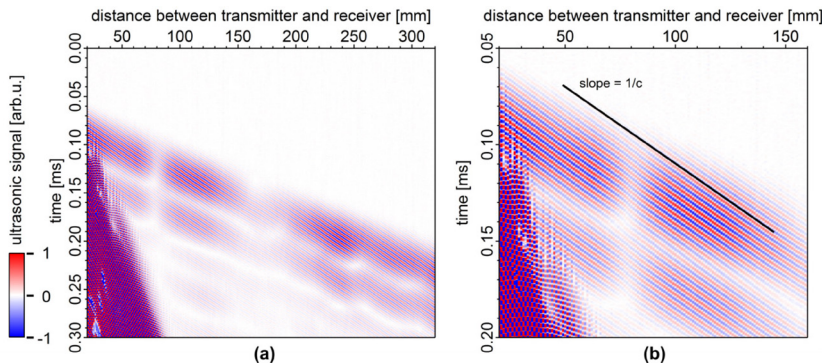 distance between transmitter and receiver [mm]
50 100 150 200 250 300
0.00
0.05
0.10
0.15
0.20
0.25
0.30
time [ms]
ultrasonic signal [arb.u.]
1
0
-1
(a)
distance between transmitter and receiver [mm]
50 100 150
0.05
0.10
0.15
0.20
time [ms]
slope = 1/c
(b)